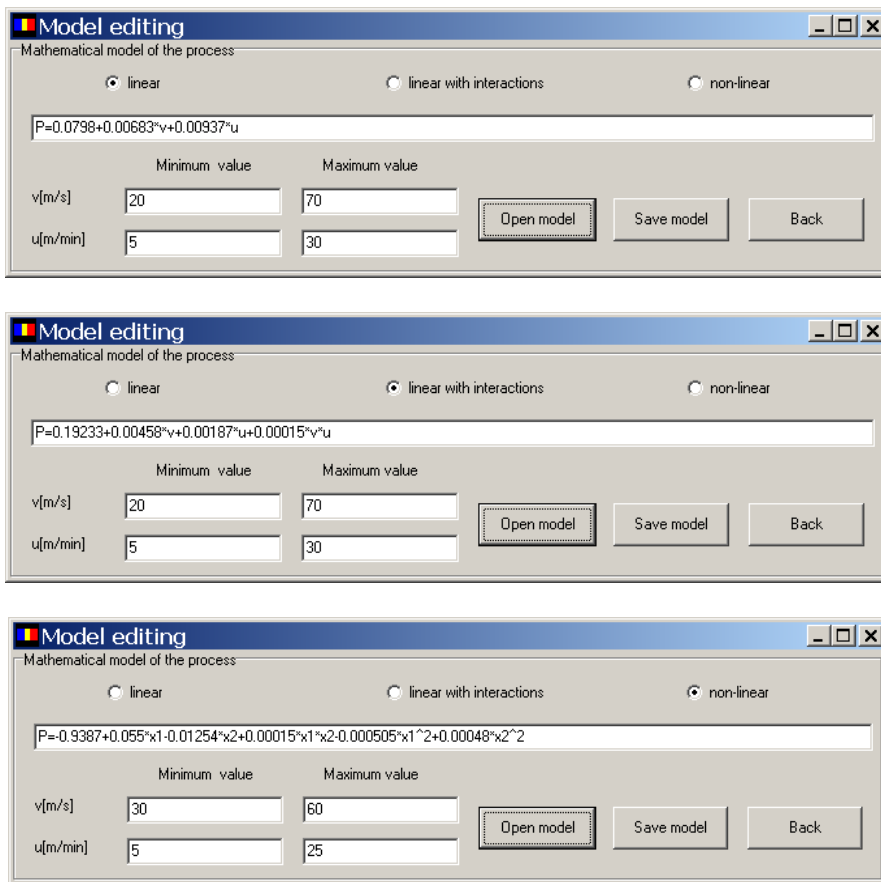 Model editing
Mathematical model of the process
linear linear with interactions non-linear
P=0.0798+0.00683*v+0.00937*u
Minimum value Maximum value
v[m/s] 20 70
Open model Save model Back
u[m/min] 5 30
Model editing
Mathematical model of the process
linear linear with interactions non-linear
P=0.19233+0.00458*v+0.00187*u+0.00015*v*u
Minimum value Maximum value
v[m/s] 20 70
Open model Save model Back
u[m/min] 5 30
Model editing
Mathematical model of the process
linear linear with interactions non-linear
P=-0.9387+0.055*x1-0.01254*x2+0.00015*x1*x2-0.000505*x1^2+0.00048*x2^2
Minimum value Maximum value
v[m/s] 30 60
Open model Save model Back
u[m/min] 5 25